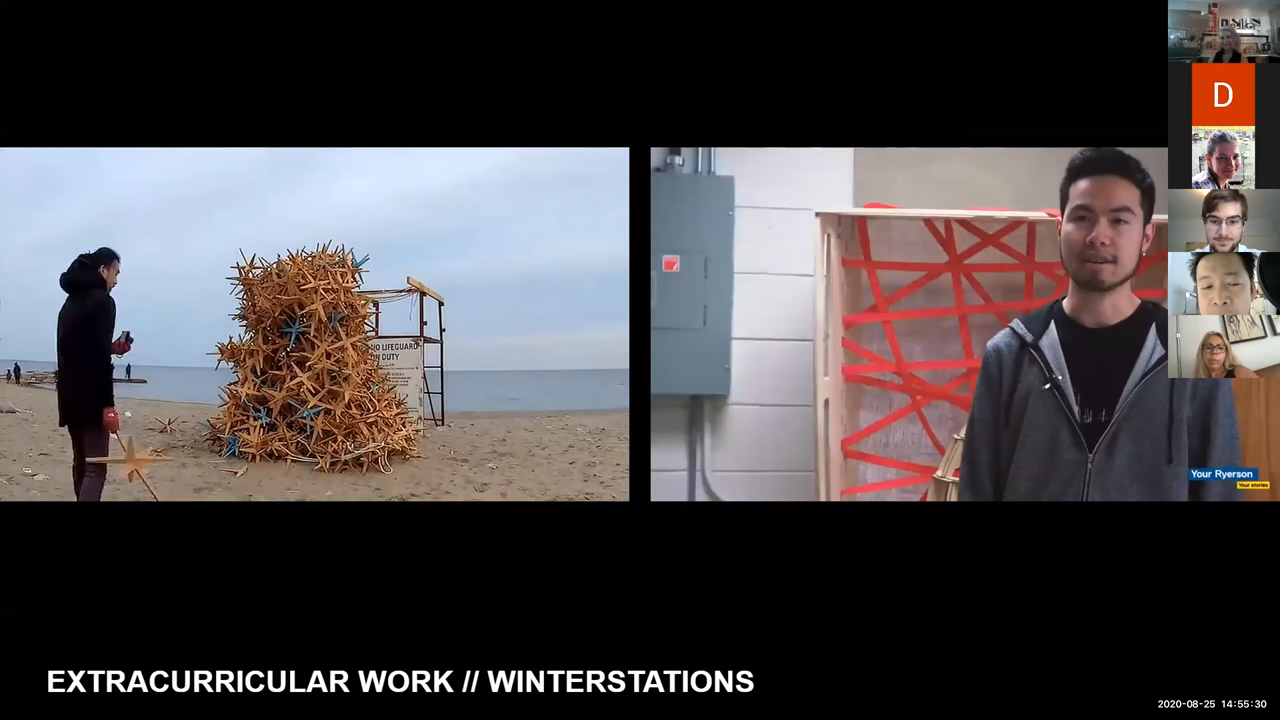 D
NO LIFEGUARD
ON DUTY
Your Ryerson
Your stories
EXTRACURRICULAR WORK // WINTERSTATIONS
2020-08-25 14:55:30